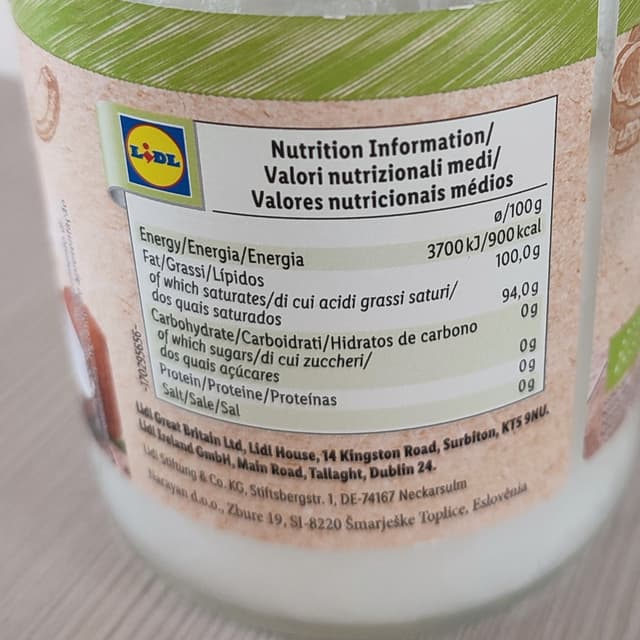 LIDL
Nutrition Information/
Valori nutrizionali medi/
Valores nutricionais médios
ø/100g
Energy/Energia/Energia 3700 kJ/900 kcal
Fat/Grassi/Lípidos 100,0g
of which saturates/di cui acidi grassi saturi/
dos quais saturados 94,0g
Carbohydrate/Carboidrati/Hidratos de carbono 0g
of which sugars/di cui zuccheri/
dos quais açúcares 0g
Protein/Proteine/Proteínas 0g
Salt/Sale/Sal 0g
Lidl Great Britain Ltd, Lidl House, 14 Kingston Road, Surbiton, KT5 9NU.
Lidl Ireland GmbH, Main Road, Tallaght, Dublin 24.
Lidl Stiftung & Co. KG, Stiftsbergstr. 1, DE-74167 Neckarsulm
Narayan d.o.o., Zbure 19, SI-8220 Šmarješke Toplice, Eslovénia